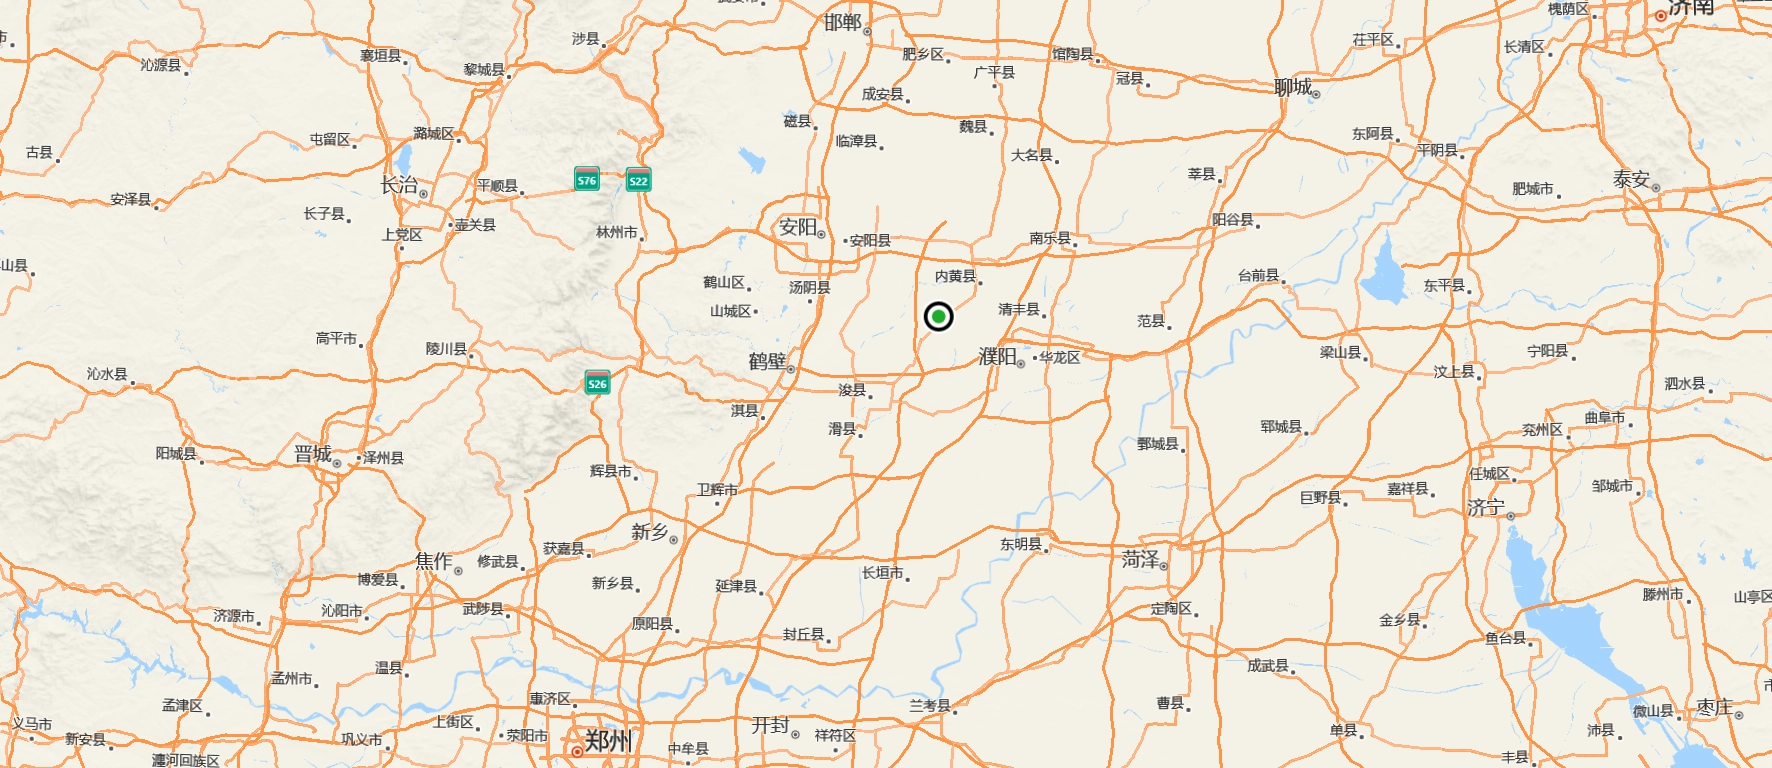 邯郸
济南
槐荫区
涉县
肥乡区
馆陶县
茌平区
长清区
襄垣县
沁源县
黎城县
广平县
冠县
聊城
成安县
磁县
临漳县
魏县
大名县
东阿县
平阴县
屯留区
潞城区
古县
长治
平顺县
S76
S22
莘县
肥城市
泰安
安泽县
长子县
壶关县
上党区
林州市
安阳
安阳县
南乐县
阳谷县
山县
鹤山区
汤阴县
内黄县
台前县
东平县
山城区
清丰县
范县
高平市
陵川县
鹤壁
濮阳
华龙区
梁山县
宁阳县
沁水县
S26
浚县
汶上县
泗水县
淇县
滑县
鄄城县
郓城县
兖州区
曲阜市
阳城县
晋城
泽州县
辉县市
卫辉市
任城区
巨野县
嘉祥县
济宁
邹城市
新乡
焦作
修武县
获嘉县
东明县
菏泽
博爱县
新乡县
延津县
长垣市
济源市
沁阳市
武陟县
原阳县
封丘县
定陶区
金乡县
鱼台县
滕州市
山亭区
孟州市
温县
成武县
孟津区
惠济区
兰考县
曹县
微山县
枣庄
义马市
新安县
瀍河回族区
巩义市
上街区
荥阳市
郑州
中牟县
开封
祥符区
单县
沛县
丰县